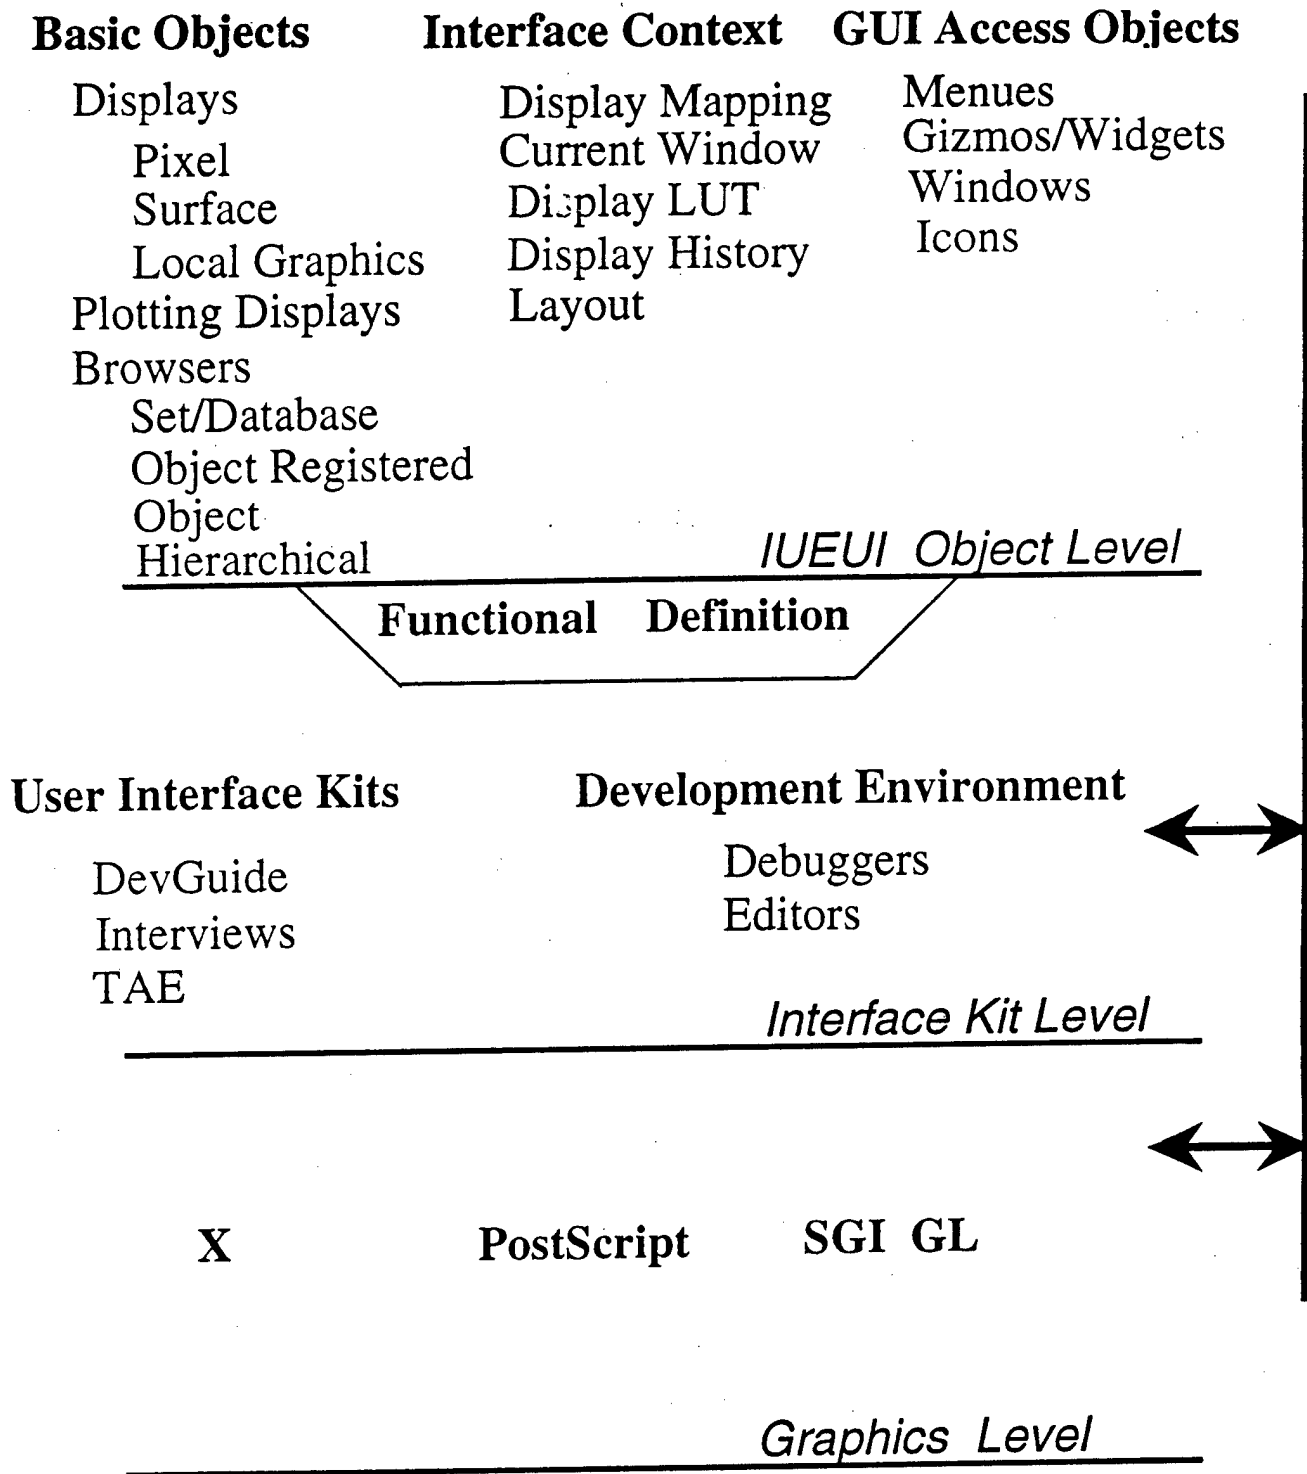 Basic Objects
Displays
Pixel
Surface
Local Graphics
Plotting Displays
Browsers
Set/Database
Object Registered
Object
Hierarchical
Interface Context
Display Mapping
Current Window
Display LUT
Display History
Layout
GUI Access Objects
Menues
Gizmos/Widgets
Windows
Icons
IUEUI Object Level
Functional Definition
User Interface Kits
DevGuide
Interviews
TAE
Development Environment
Debuggers
Editors
Interface Kit Level
X
PostScript
SGI GL
Graphics Level